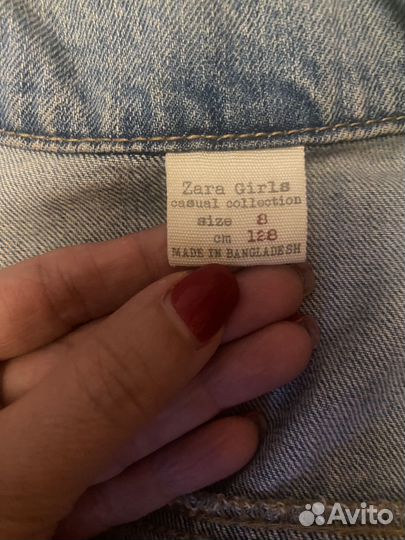 Zara Girls
casual collection
size 8
cm 128
MADE IN BANGLADESH
Avito